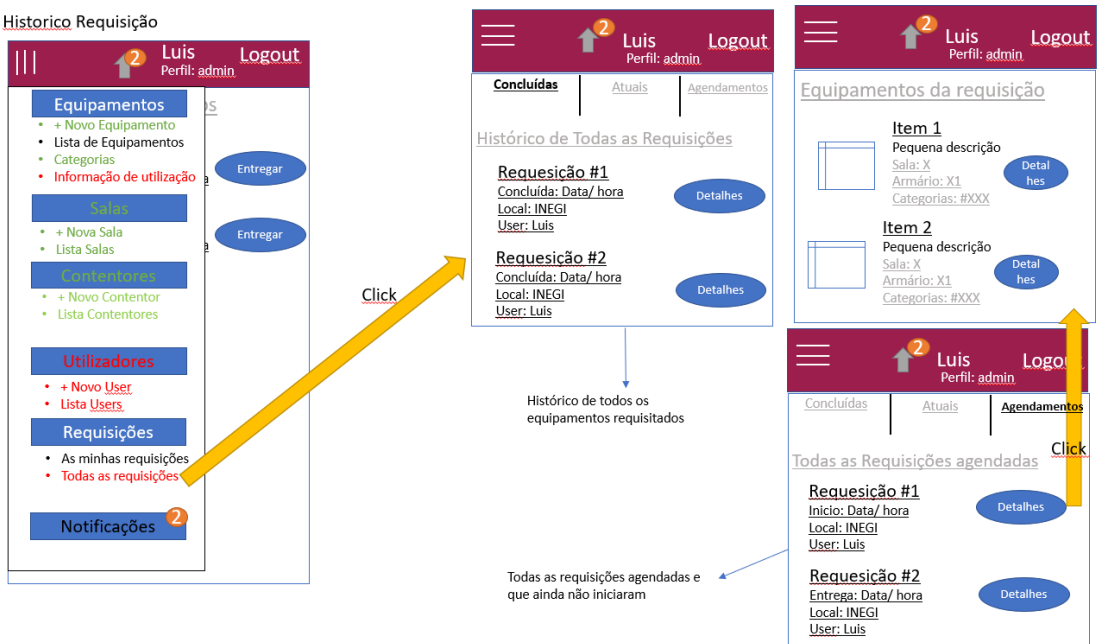 Historico Requisição
2
Luis
Logout
Perfil: admin
Equipamentos
+ Novo Equipamento
Lista de Equipamentos
Categorias
Informação de utilização
Salas
+ Nova Sala
Lista Salas
Contentores
+ Novo Contentor
Lista Contentores
Utilizadores
+ Novo User
Lista Users
Requisições
As minhas requisições
Todas as requisições
Notificações
2
Entregar
Entregar
Click
2
Luis
Logout
Perfil: admin
Concluídas
Atuais
Agendamentos
Histórico de Todas as Requisições
Requesição #1
Concluída: Data/ hora
Local: INEGI
User: Luis
Detalhes
Requesição #2
Concluída: Data/ hora
Local: INEGI
User: Luis
Detalhes
Histórico de todos os
equipamentos requisitados
2
Luis
Logout
Perfil: admin
Equipamentos da requisição
Item 1
Pequena descrição
Sala: X
Armário: X1
Categorias: #XXX
Detal
hes
Item 2
Pequena descrição
Sala: X
Armário: X1
Categorias: #XXX
Detal
hes
2
Luis
Logout
Perfil: admin
Concluídas
Atuais
Agendamentos
Click
Todas as Requisições agendadas
Requesição #1
Inicio: Data/ hora
Local: INEGI
User: Luis
Detalhes
Requesição #2
Entrega: Data/ hora
Local: INEGI
User: Luis
Detalhes
Todas as requisições agendadas e
que ainda não iniciaram